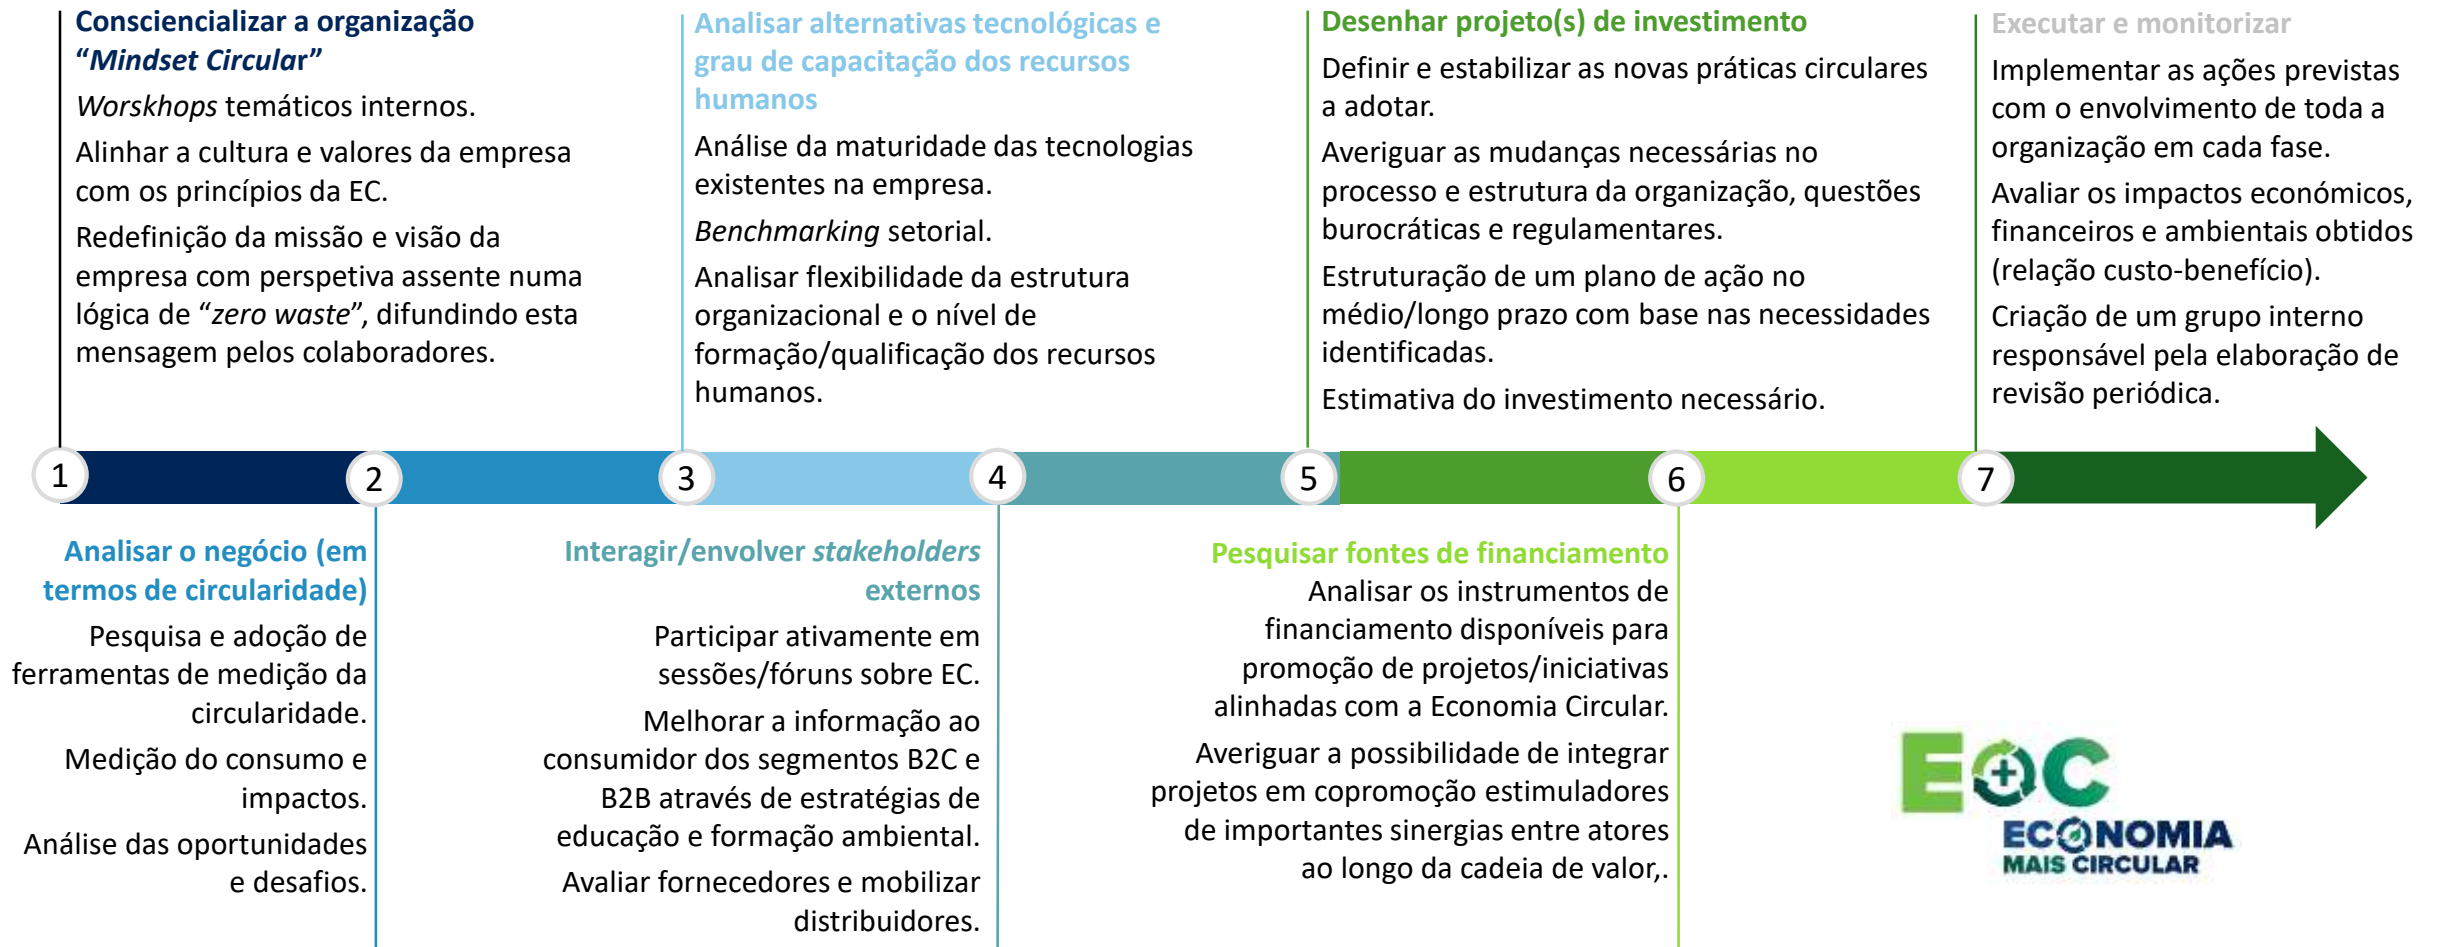 Consciencializar a organização
“Mindset Circular”
Worskhops temáticos internos.
Alinhar a cultura e valores da empresa
com os princípios da EC.
Redefinição da missão e visão da
empresa com perspetiva assente numa
lógica de “zero waste”, difundindo esta
mensagem pelos colaboradores.
Analisar alternativas tecnológicas e
grau de capacitação dos recursos
humanos
Análise da maturidade das tecnologias
existentes na empresa.
Benchmarking setorial.
Analisar flexibilidade da estrutura
organizacional e o nível de
formação/qualificação dos recursos
humanos.
Desenhar projeto(s) de investimento
Definir e estabilizar as novas práticas circulares
a adotar.
Averiguar as mudanças necessárias no
processo e estrutura da organização, questões
burocráticas e regulamentares.
Estruturação de um plano de ação no
médio/longo prazo com base nas necessidades
identificadas.
Estimativa do investimento necessário.
Executar e monitorizar
Implementar as ações previstas
com o envolvimento de toda a
organização em cada fase.
Avaliar os impactos económicos,
financeiros e ambientais obtidos
(relação custo-benefício).
Criação de um grupo interno
responsável pela elaboração de
revisão periódica.
1
2
3
4
5
6
7
Analisar o negócio (em
termos de circularidade)
Pesquisa e adoção de
ferramentas de medição da
circularidade.
Medição do consumo e
impactos.
Análise das oportunidades
e desafios.
Interagir/envolver stakeholders
externos
Participar ativamente em
sessões/fóruns sobre EC.
Melhorar a informação ao
consumidor dos segmentos B2C e
B2B através de estratégias de
educação e formação ambiental.
Avaliar fornecedores e mobilizar
distribuidores.
Pesquisar fontes de financiamento
Analisar os instrumentos de
financiamento disponíveis para
promoção de projetos/iniciativas
alinhadas com a Economia Circular.
Averiguar a possibilidade de integrar
projetos em copromoção estimuladores
de importantes sinergias entre atores
ao longo da cadeia de valor,.
E+C
ECONOMIA
MAIS CIRCULAR